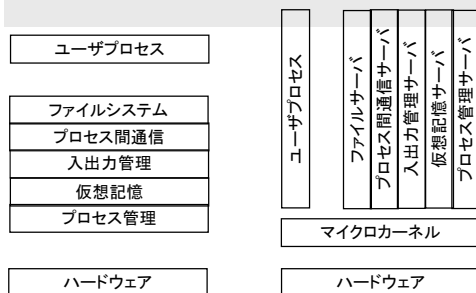 ユーザプロセス
ファイルシステム
プロセス間通信
入出力管理
仮想記憶
プロセス管理
ハードウェア
ユーザプロセス
ファイルサーバ
プロセス間通信サーバ
入出力管理サーバ
仮想記憶サーバ
プロセス管理サーバ
マイクロカーネル
ハードウェア